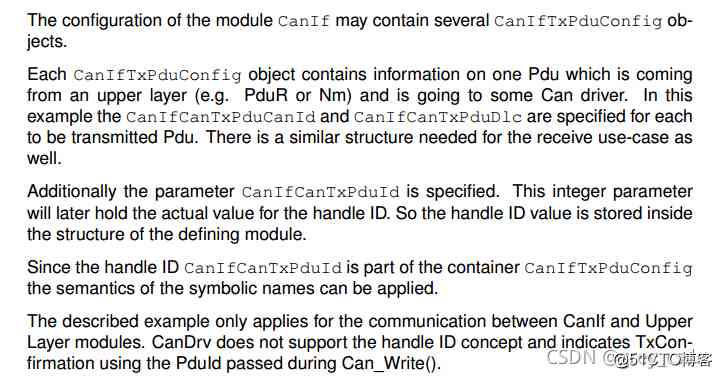 The configuration of the module CanIf may contain several CanIfTxPduConfig ob-
jects.
Each CanIfTxPduConfig object contains information on one Pdu which is coming
from an upper layer (e.g. PduR or Nm) and is going to some Can driver. In this
example the CanIfCanTxPduCanId and CanIfCanTxPduDlc are specified for each
to be transmitted Pdu. There is a similar structure needed for the receive use-case as
well.
Additionally the parameter CanIfCanTxPduId is specified. This integer parameter
will later hold the actual value for the handle ID. So the handle ID value is stored inside
the structure of the defining module.
Since the handle ID CanIfCanTxPduId is part of the container CanIfTxPduConfig
the semantics of the symbolic names can be applied.
The described example only applies for the communication between CanIf and Upper
Layer modules. CanDrv does not support the handle ID concept and indicates TxCon-
firmation using the PduId passed during Can_Write().
CSDN
@51CTO博客